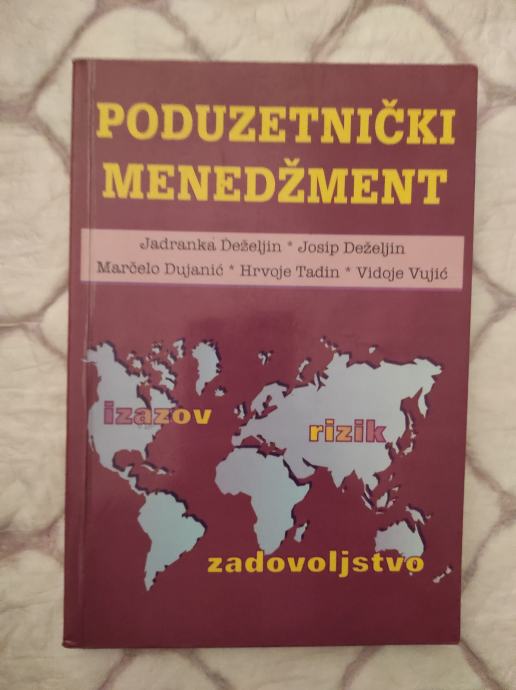 PODUZETNIČKI
MENEDŽMENT
Jadranka Deželjin * Josip Deželjin
Marčelo Dujanić * Hrvoje Tadin * Vidoje Vujić
izazov
rizik
zadovoljstvo